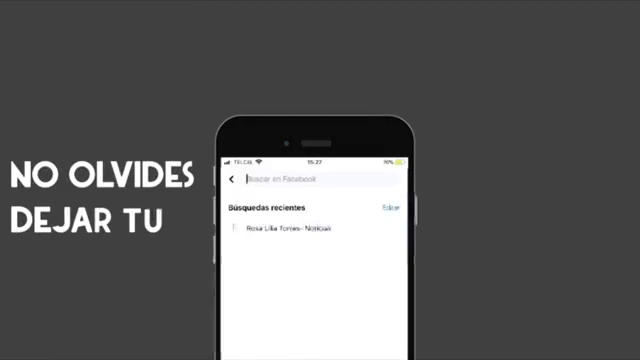 NO OLVIDES
DEJAR TU
TELCEL
15:27
70%
Buscar en Facebook
Búsquedas recientes
Editar
Rosa Lilia Torres- Noticias